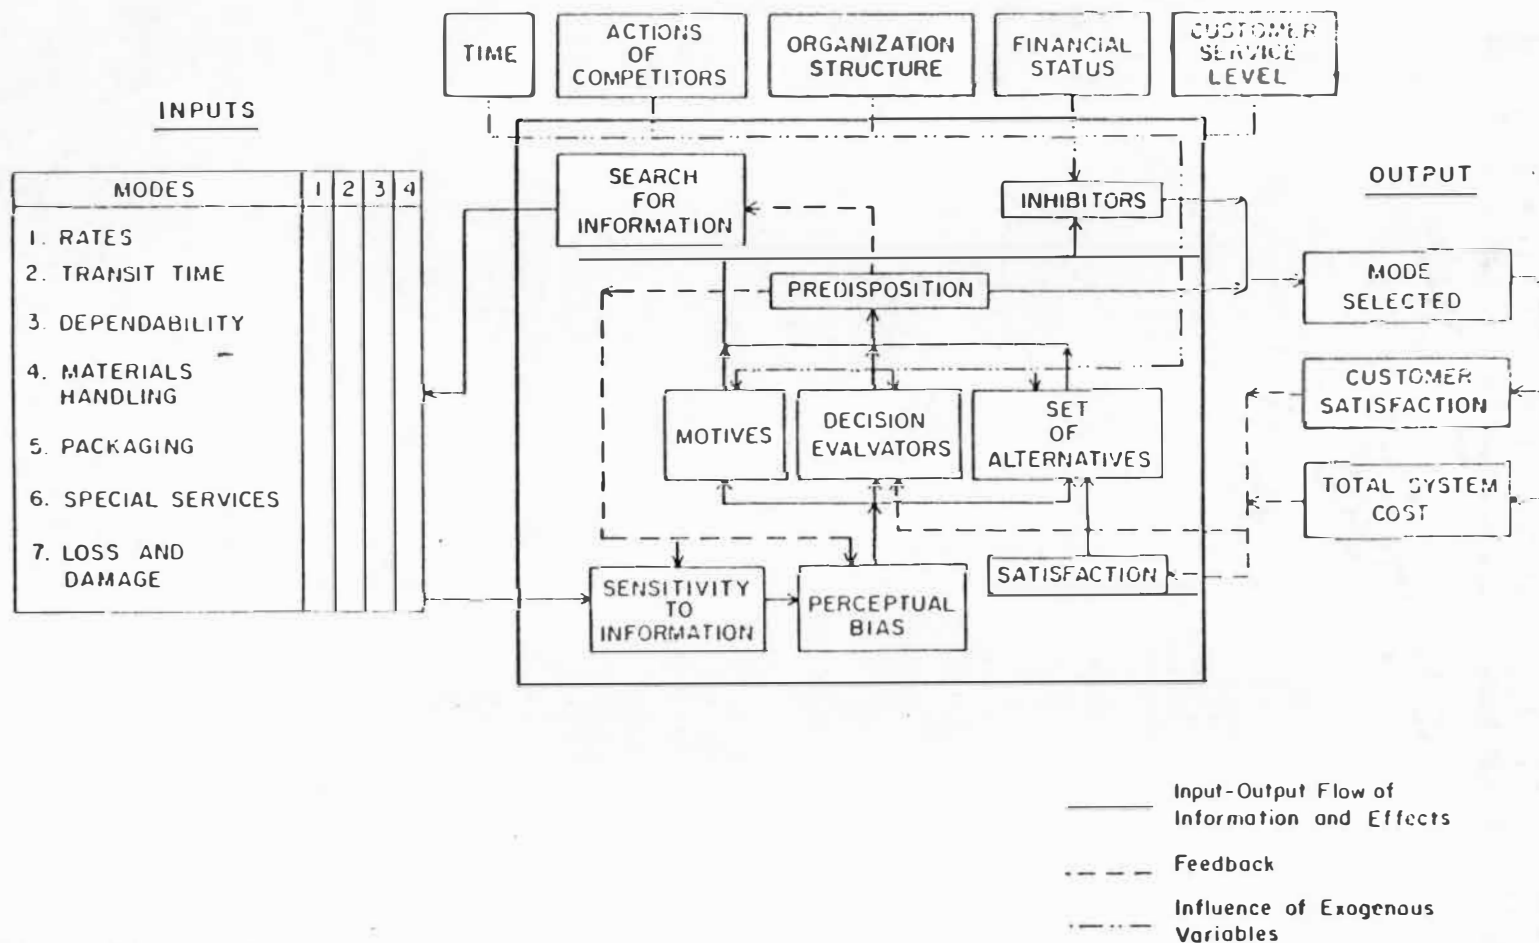 TIME
ACTIONS
OF
COMPETITORS
ORGANIZATION
STRUCTURE
FINANCIAL
STATUS
CUSTOMER
SERVICE
LEVEL
INPUTS
MODES 1 2 3 4
1. RATES
2. TRANSIT TIME
3. DEPENDABILITY
4. MATERIALS
HANDLING
5. PACKAGING
6. SPECIAL SERVICES
7. LOSS AND
DAMAGE
SEARCH
FOR
INFORMATION
INHIBITORS
PREDISPOSITION
MOTIVES
DECISION
EVALVATORS
SET
OF
ALTERNATIVES
SATISFACTION
SENSITIVITY
TO
INFORMATION
PERCEPTUAL
BIAS
OUTPUT
MODE
SELECTED
CUSTOMER
SATISFACTION
TOTAL SYSTEM
COST
Input-Output Flow of
Information and Effects
Feedback
Influence of Exogenous
Variables